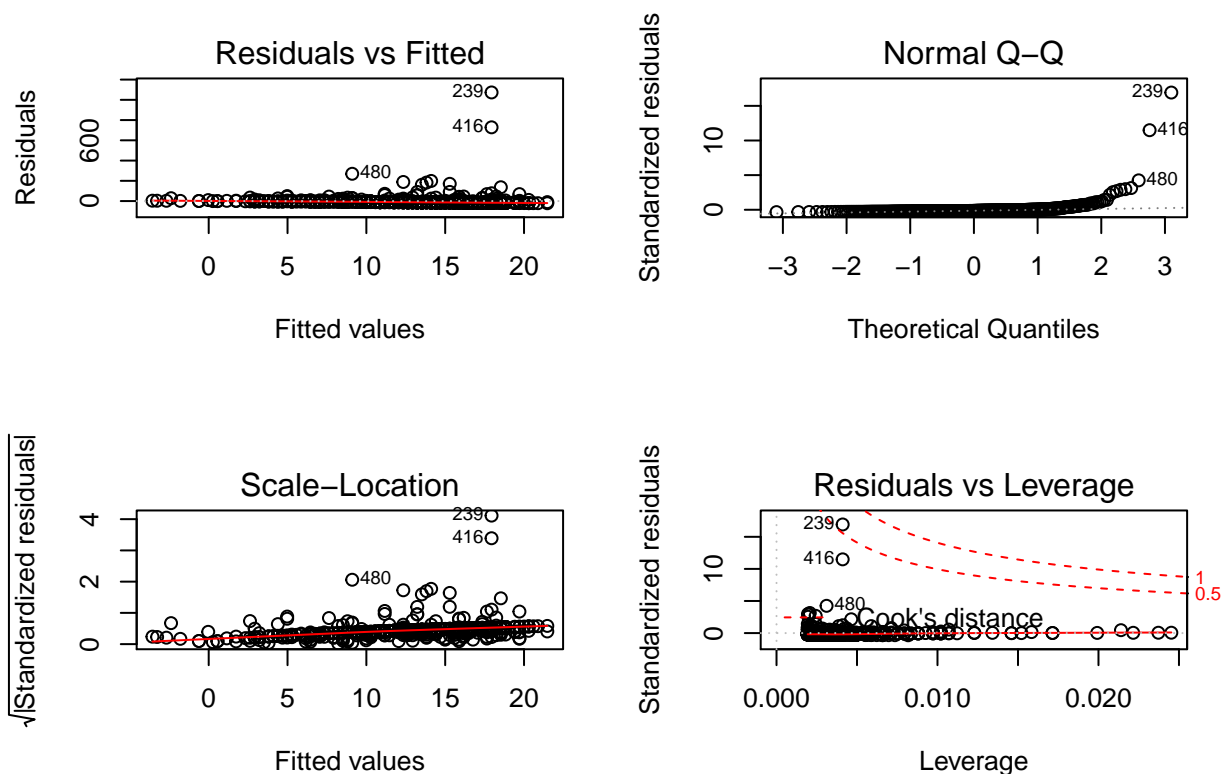 Residuals vs Fitted
Residuals
0
600
239
416
480
0 5 10 15 20
Fitted values
Normal Q−Q
Standardized residuals
0
10
239
416
480
−3 −2 −1 0 1 2 3
Theoretical Quantiles
Scale−Location
√|Standardized residuals|
0
2
4
239
416
480
0 5 10 15 20
Fitted values
Residuals vs Leverage
Standardized residuals
0
10
239
416
480
Cook's distance
1
0.5
0.000 0.010 0.020
Leverage